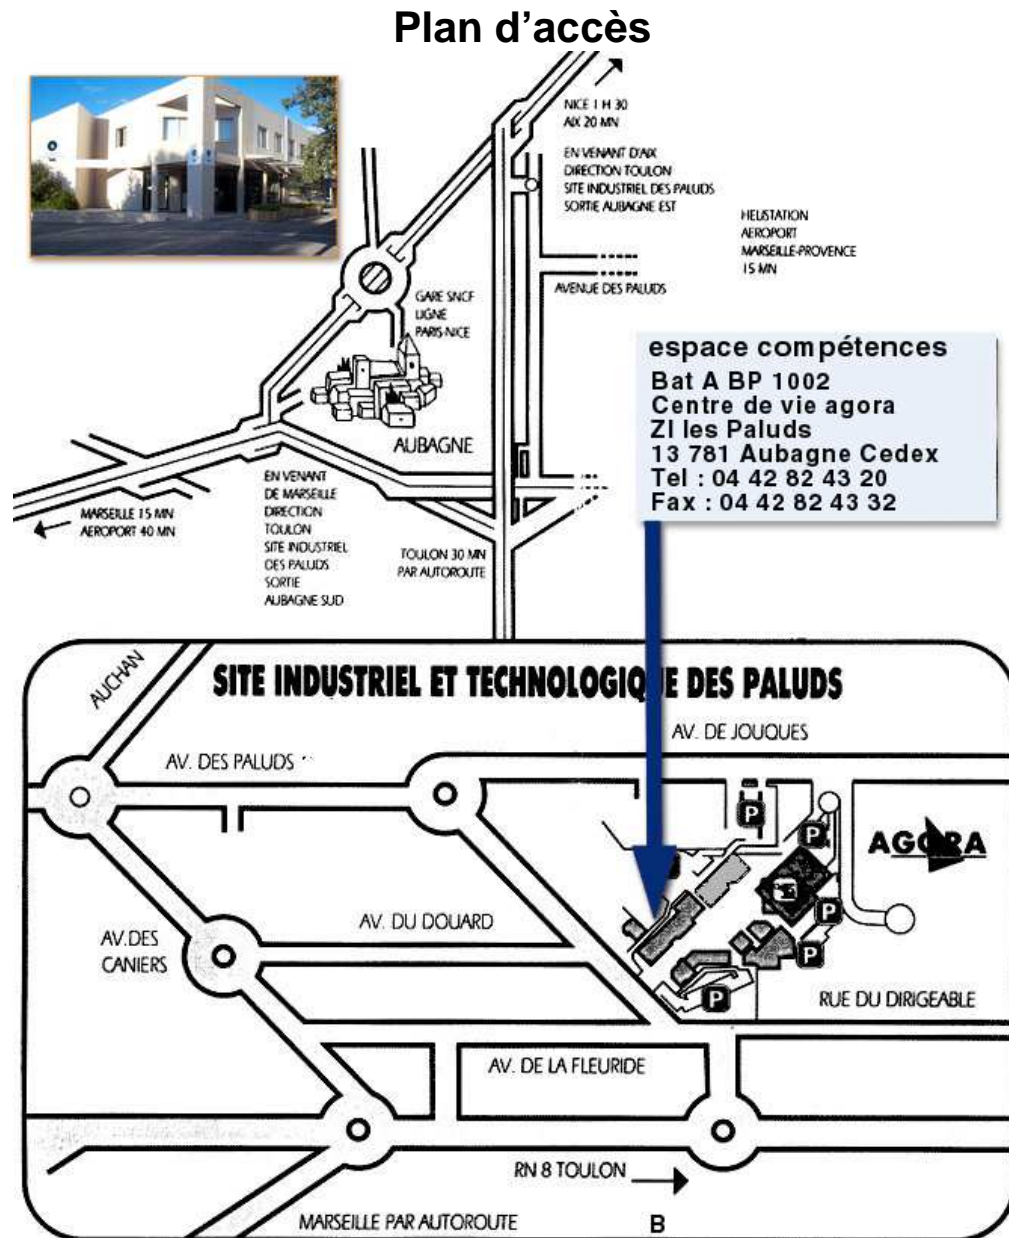 Plan d’accès
NICE 1 H 30
AIX 20 MN
EN VENANT D'AIX
DIRECTION TOULON
SITE INDUSTRIEL DES PALUDS
SORTIE AUBAGNE EST
HELISTATION
AEROPORT
MARSEILLE-PROVENCE
15 MN
AVENUE DES PALUDS
GARE SNCF
LIGNE
PARIS-NICE
espace compétences
Bat A BP 1002
Centre de vie agora
ZI les Paluds
13 781 Aubagne Cedex
Tel : 04 42 82 43 20
Fax : 04 42 82 43 32
AUBAGNE
EN VENANT
DE MARSEILLE
DIRECTION
TOULON
SITE INDUSTRIEL
DES PALUDS
SORTIE
AUBAGNE SUD
MARSEILLE 15 MN
AEROPORT 40 MN
TOULON 30 MN
PAR AUTOROUTE
AUCHAN
SITE INDUSTRIEL ET TECHNOLOGIQUE DES PALUDS
AV. DE JOUQUES
AV. DES PALUDS
P
P
AGORA
P
P
P
AV. DU DOUARD
AV.DES
CANIERS
RUE DU DIRIGEABLE
AV. DE LA FLEURIDE
RN 8 TOULON
MARSEILLE PAR AUTOROUTE
B